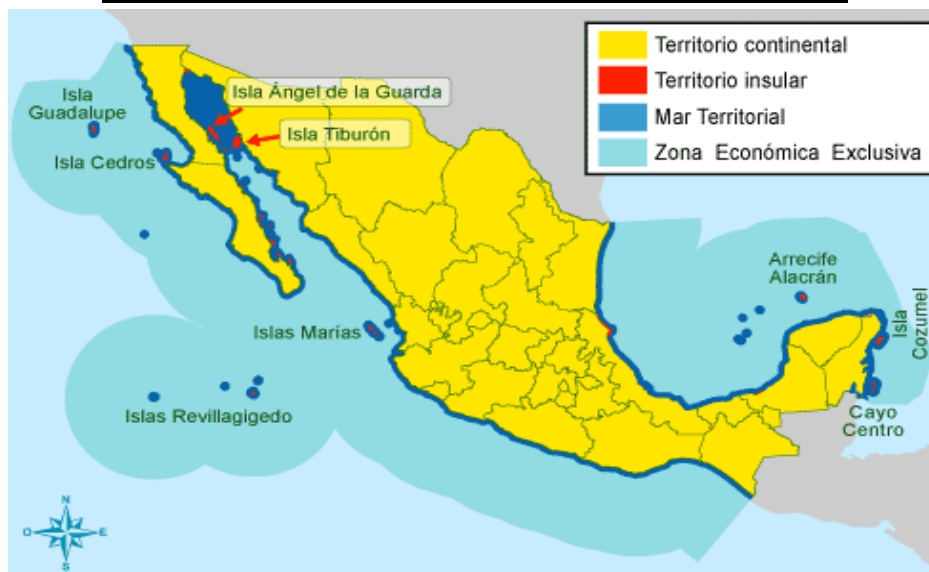 Territorio continental
Territorio insular
Mar Territorial
Zona Económica Exclusiva
Isla
Guadalupe
Isla Ángel de la Guarda
Isla Tiburón
Isla Cedros
Arrecife
Alacrán
Isla
Cozumel
Islas Marías
Islas Revillagigedo
Cayo
Centro
N
O
E
S